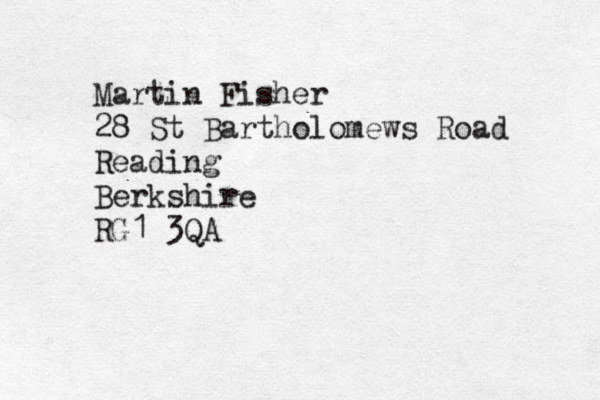 Martin Fisher
28 St Bartholomews Road
Reading
Berkshire
RG1 3QA